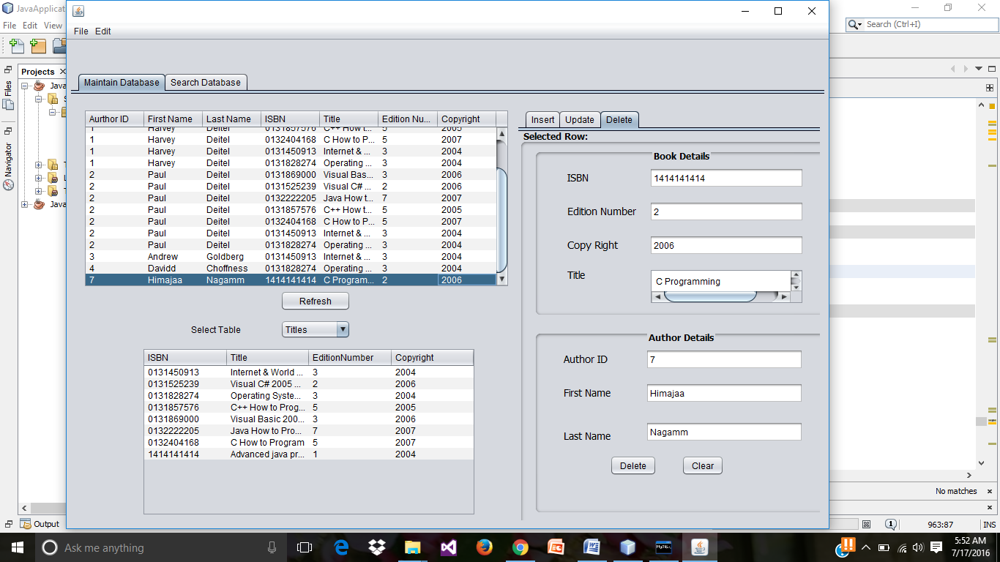 JavaApplicat
File Edit View
Search (Ctrl+I)
File Edit
Projects
Files
Navigator
Java
S
T
L
T
Java
Maintain Database Search Database
Aurthor ID First Name Last Name ISBN Title Edition Nu... Copyright
1 Harvey Deitel 0131857576 C++ How t... 5 2005
1 Harvey Deitel 0132404168 C How to P... 5 2007
1 Harvey Deitel 0131450913 Internet & ... 3 2004
1 Harvey Deitel 0131828274 Operating ... 3 2004
2 Paul Deitel 0131869000 Visual Bas... 3 2006
2 Paul Deitel 0131525239 Visual C# ... 2 2006
2 Paul Deitel 0132222205 Java How t... 7 2007
2 Paul Deitel 0131857576 C++ How t... 5 2005
2 Paul Deitel 0132404168 C How to P... 5 2007
2 Paul Deitel 0131450913 Internet & ... 3 2004
2 Paul Deitel 0131828274 Operating ... 3 2004
3 Andrew Goldberg 0131450913 Internet & ... 3 2004
4 Davidd Choffness 0131828274 Operating ... 3 2004
7 Himajaa Nagamm 1414141414 C Program... 2 2006
Refresh
Select Table Titles
ISBN Title EditionNumber Copyright
0131450913 Internet & World ... 3 2004
0131525239 Visual C# 2005 ... 2 2006
0131828274 Operating Syste... 3 2004
0131857576 C++ How to Prog... 5 2005
0131869000 Visual Basic 200... 3 2006
0132222205 Java How to Pro... 7 2007
0132404168 C How to Program 5 2007
1414141414 Advanced java pr... 1 2004
Insert Update Delete
Selected Row:
Book Details
ISBN 1414141414
Edition Number 2
Copy Right 2006
Title C Programming
Author Details
Author ID 7
First Name Himajaa
Last Name Nagamm
Delete Clear
No matches
Output
1 963:87 INS
Ask me anything
MySQL
5:52 AM
7/17/2016